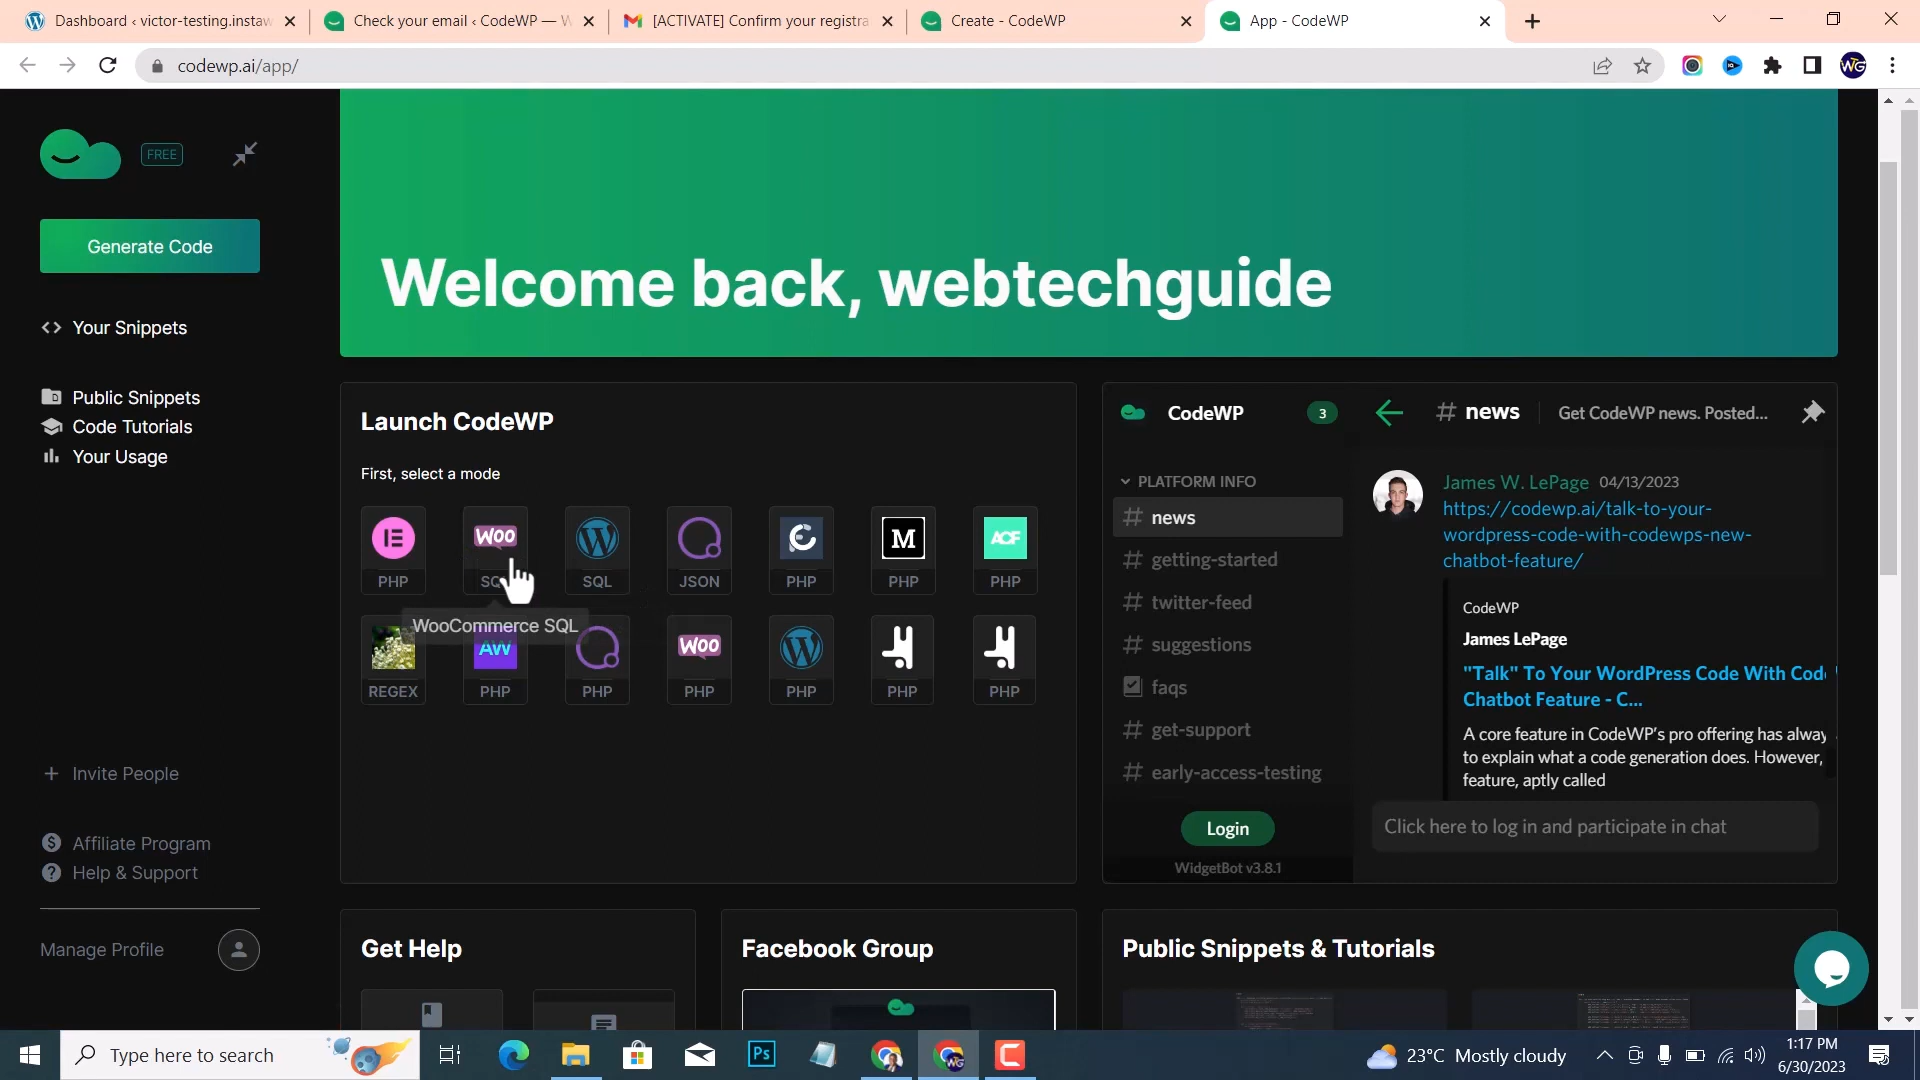 Dashboard ‹ victor-testing.instaw
Check your email ‹ CodeWP — W
[ACTIVATE] Confirm your registra
Create - CodeWP
App - CodeWP
codewp.ai/app/
FREE
Generate Code
Your Snippets
Public Snippets
Code Tutorials
Your Usage
Invite People
Affiliate Program
Help & Support
Manage Profile
Welcome back, webtechguide
Launch CodeWP
First, select a mode
WOO
M
ACF
PHP
SQL
JSON
PHP
PHP
PHP
WooCommerce SQL
AW
WOO
REGEX
PHP
PHP
PHP
PHP
PHP
PHP
CodeWP
3
# news
Get CodeWP news. Posted...
PLATFORM INFO
# news
# getting-started
# twitter-feed
# suggestions
faqs
# get-support
# early-access-testing
Login
WidgetBot v3.8.1
James W. LePage 04/13/2023
https://codewp.ai/talk-to-your-
wordpress-code-with-codewps-new-
chatbot-feature/
CodeWP
James LePage
"Talk" To Your WordPress Code With Code
Chatbot Feature - C...
A core feature in CodeWP's pro offering has alway
to explain what a code generation does. However,
feature, aptly called
Click here to log in and participate in chat
Get Help
Facebook Group
Public Snippets & Tutorials
Type here to search
Ps
23°C Mostly cloudy
1:17 PM
6/30/2023